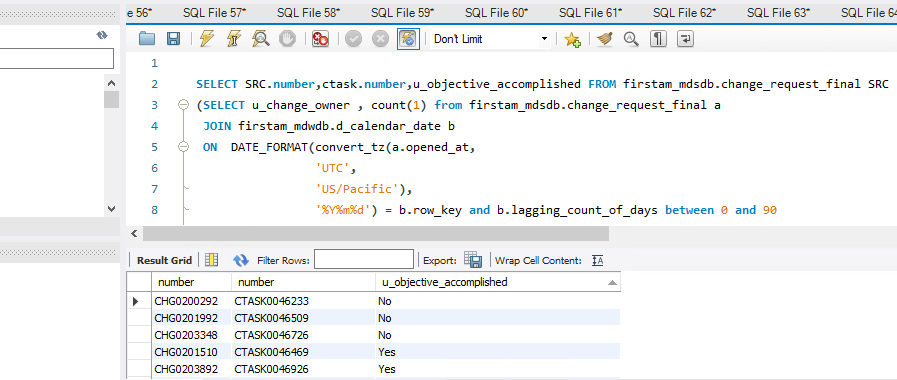 e 56* SQL File 57* SQL File 58* SQL File 59* SQL File 60* SQL File 61* SQL File 62* SQL File 63* SQL File 64
Don't Limit
1
2 SELECT SRC.number,ctask.number,u_objective_accomplished FROM firstam_mdsdb.change_request_final SRC
3 (SELECT u_change_owner , count(1) from firstam_mdsdb.change_request_final a
4 JOIN firstam_mdwdb.d_calendar_date b
5 ON DATE_FORMAT(convert_tz(a.opened_at,
6 'UTC',
7 'US/Pacific'),
8 '%Y%m%d') = b.row_key and b.lagging_count_of_days between 0 and 90
Result Grid Filter Rows: Export: Wrap Cell Content:
number number u_objective_accomplished
CHG0200292 CTASK0046233 No
CHG0201992 CTASK0046509 No
CHG0203348 CTASK0046726 No
CHG0201510 CTASK0046469 Yes
CHG0203892 CTASK0046926 Yes